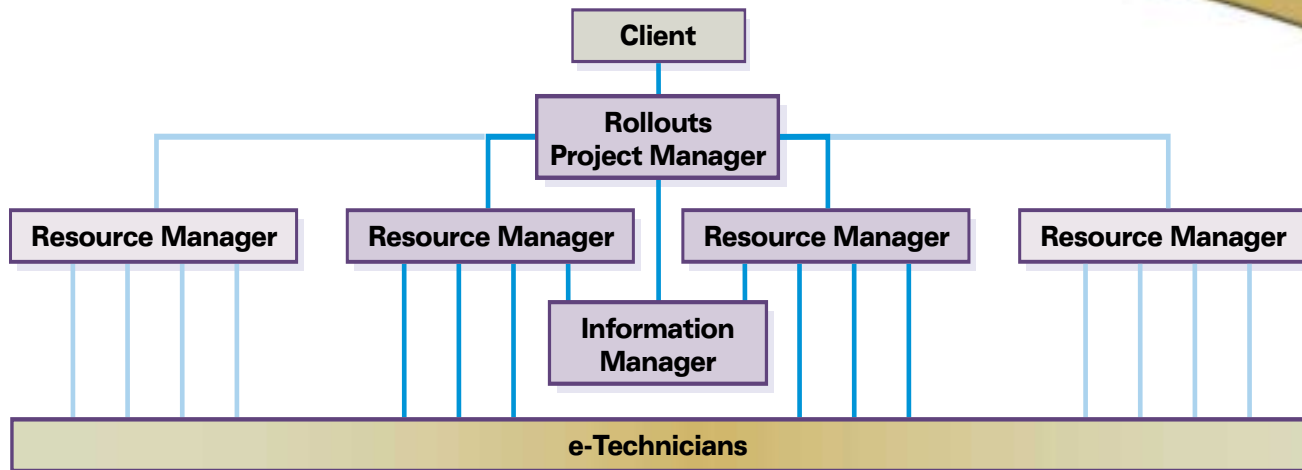 Client
Rollouts
Project Manager
Resource Manager
Resource Manager
Resource Manager
Resource Manager
Information
Manager
e-Technicians